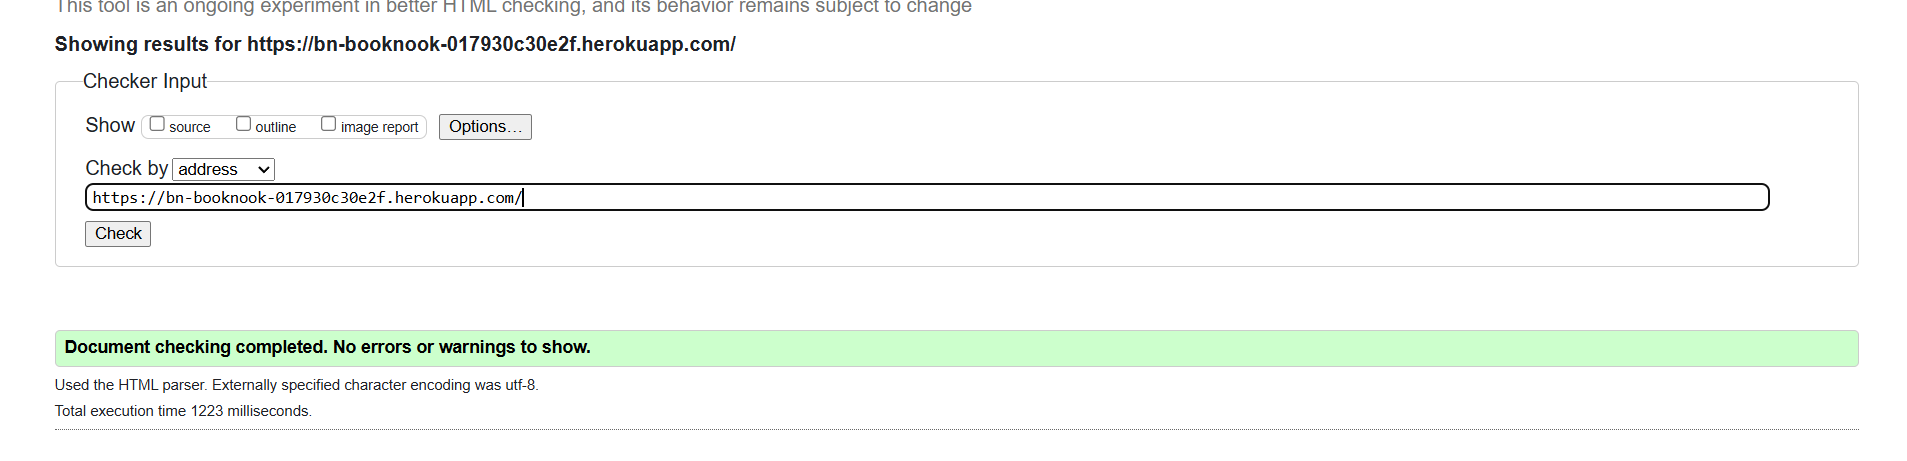 This tool is an ongoing experiment in better HTML checking, and its behavior remains subject to change
Showing results for https://bn-booknook-017930c30e2f.herokuapp.com/
Checker Input
Show source outline image report Options...
Check by address
https://bn-booknook-017930c30e2f.herokuapp.com/
Check
Document checking completed. No errors or warnings to show.
Used the HTML parser. Externally specified character encoding was utf-8.
Total execution time 1223 milliseconds.